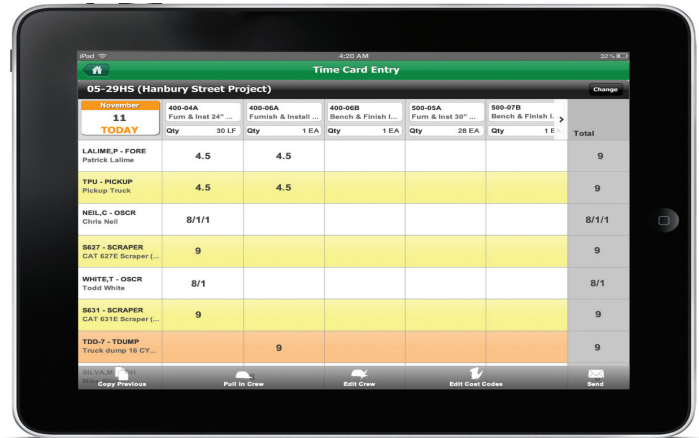 iPad 4:20 AM 32%
Time Card Entry
05-29HS (Hanbury Street Project) Change
November
11
TODAY
400-04A
Furn & Inst 24" ...
Qty 30 LF
400-06A
Furnish & Install ...
Qty 1 EA
400-06B
Bench & Finish I...
Qty 1 EA
500-05A
Furn & Inst 30" ...
Qty 28 EA
500-07B
Bench & Finish I...
Qty 1 EA
>
Total
LALIME,P - FORE
Patrick Lalime
4.5 4.5 9
TPU - PICKUP
Pickup Truck
4.5 4.5 9
NEIL,C - OSCR
Chris Neil
8/1/1 8/1/1
S627 - SCRAPER
CAT 627E Scraper (...
9 9
WHITE,T - OSCR
Todd White
8/1 8/1
S631 - SCRAPER
CAT 631E Scraper (...
9 9
TDD-7 - TDUMP
Truck dump 16 CY...
9 9
SILVA,M
Copy Previous Pull In Crew Edit Crew Edit Cost Codes Send